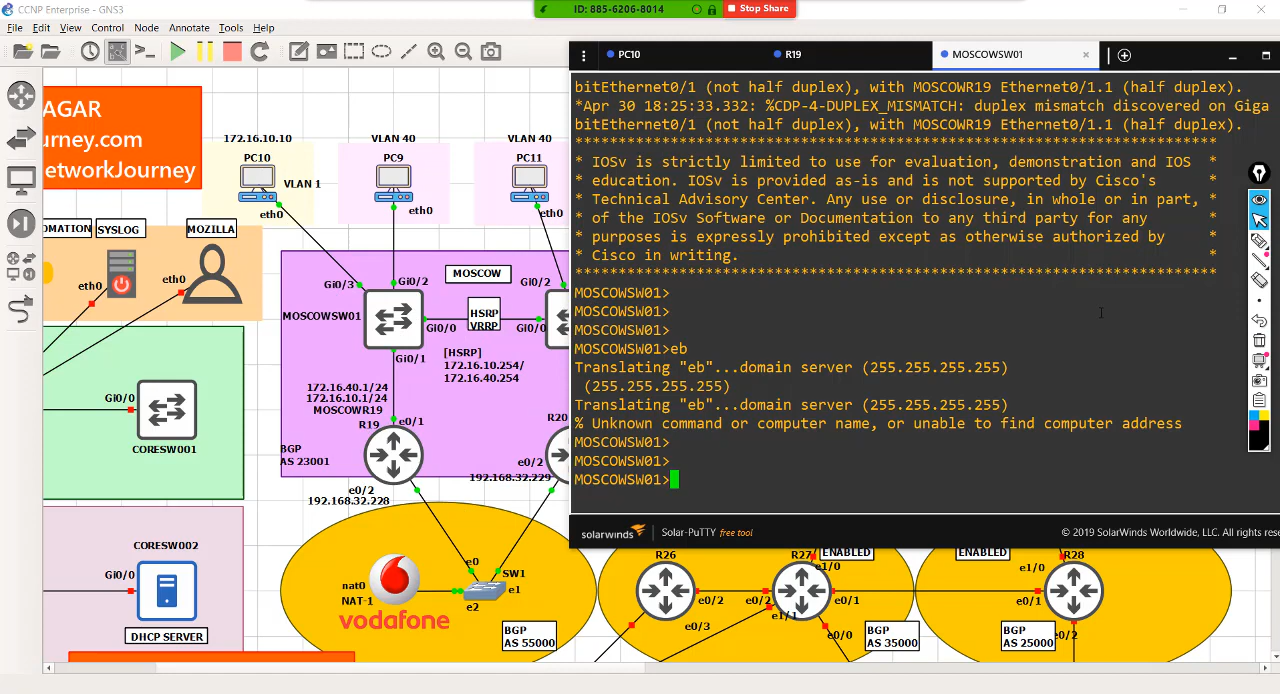 CCNP Enterprise - GNS3
ID: 885-6206-8014
Stop Share
File Edit View Control Node Annotate Tools Help
PC10
R19
MOSCOWSW01
AGAR
urney.com
etworkJourney
172.16.10.10
PC10
VLAN 1
eth0
VLAN 40
PC9
eth0
VLAN 40
PC11
eth0
OMATION
SYSLOG
MOZILLA
eth0
eth0
MOSCOW
Gi0/3
Gi0/2
Gi0/2
MOSCOWSW01
HSRP
VRRP
Gi0/0
Gi0/0
[HSRP]
172.16.10.254/
172.16.40.254
Gi0/1
172.16.40.1/24
172.16.10.1/24
MOSCOWR19
R19
e0/1
R20
BGP
AS 23001
e0/2
192.168.32.228
e0/2
192.168.32.229
Gi0/0
CORESW001
CORESW002
Gi0/0
DHCP SERVER
nat0
NAT-1
vodafone
e0
SW1
e1
e2
BGP
AS 55000
R26
e0/2
e0/3
R27
ENABLED
e1/0
e0/2
e0/1
e1/1
e0/0
BGP
AS 35000
ENABLED
R28
e1/0
e0/1
e0/2
BGP
AS 25000
bitEthernet0/1 (not half duplex), with MOSCOWR19 Ethernet0/1.1 (half duplex).
*Apr 30 18:25:33.332: %CDP-4-DUPLEX_MISMATCH: duplex mismatch discovered on Giga
bitEthernet0/1 (not half duplex), with MOSCOWR19 Ethernet0/1.1 (half duplex).
**************************************************************************
* IOSv is strictly limited to use for evaluation, demonstration and IOS *
* education. IOSv is provided as-is and is not supported by Cisco's *
* Technical Advisory Center. Any use or disclosure, in whole or in part, *
* of the IOSv Software or Documentation to any third party for any *
* purposes is expressly prohibited except as otherwise authorized by *
* Cisco in writing. *
**************************************************************************
MOSCOWSW01>
MOSCOWSW01>
MOSCOWSW01>
MOSCOWSW01>eb
Translating "eb"...domain server (255.255.255.255)
(255.255.255.255)
Translating "eb"...domain server (255.255.255.255)
% Unknown command or computer name, or unable to find computer address
MOSCOWSW01>
MOSCOWSW01>
MOSCOWSW01>
solarwinds
Solar-PuTTY free tool
© 2019 SolarWinds Worldwide, LLC. All rights rese